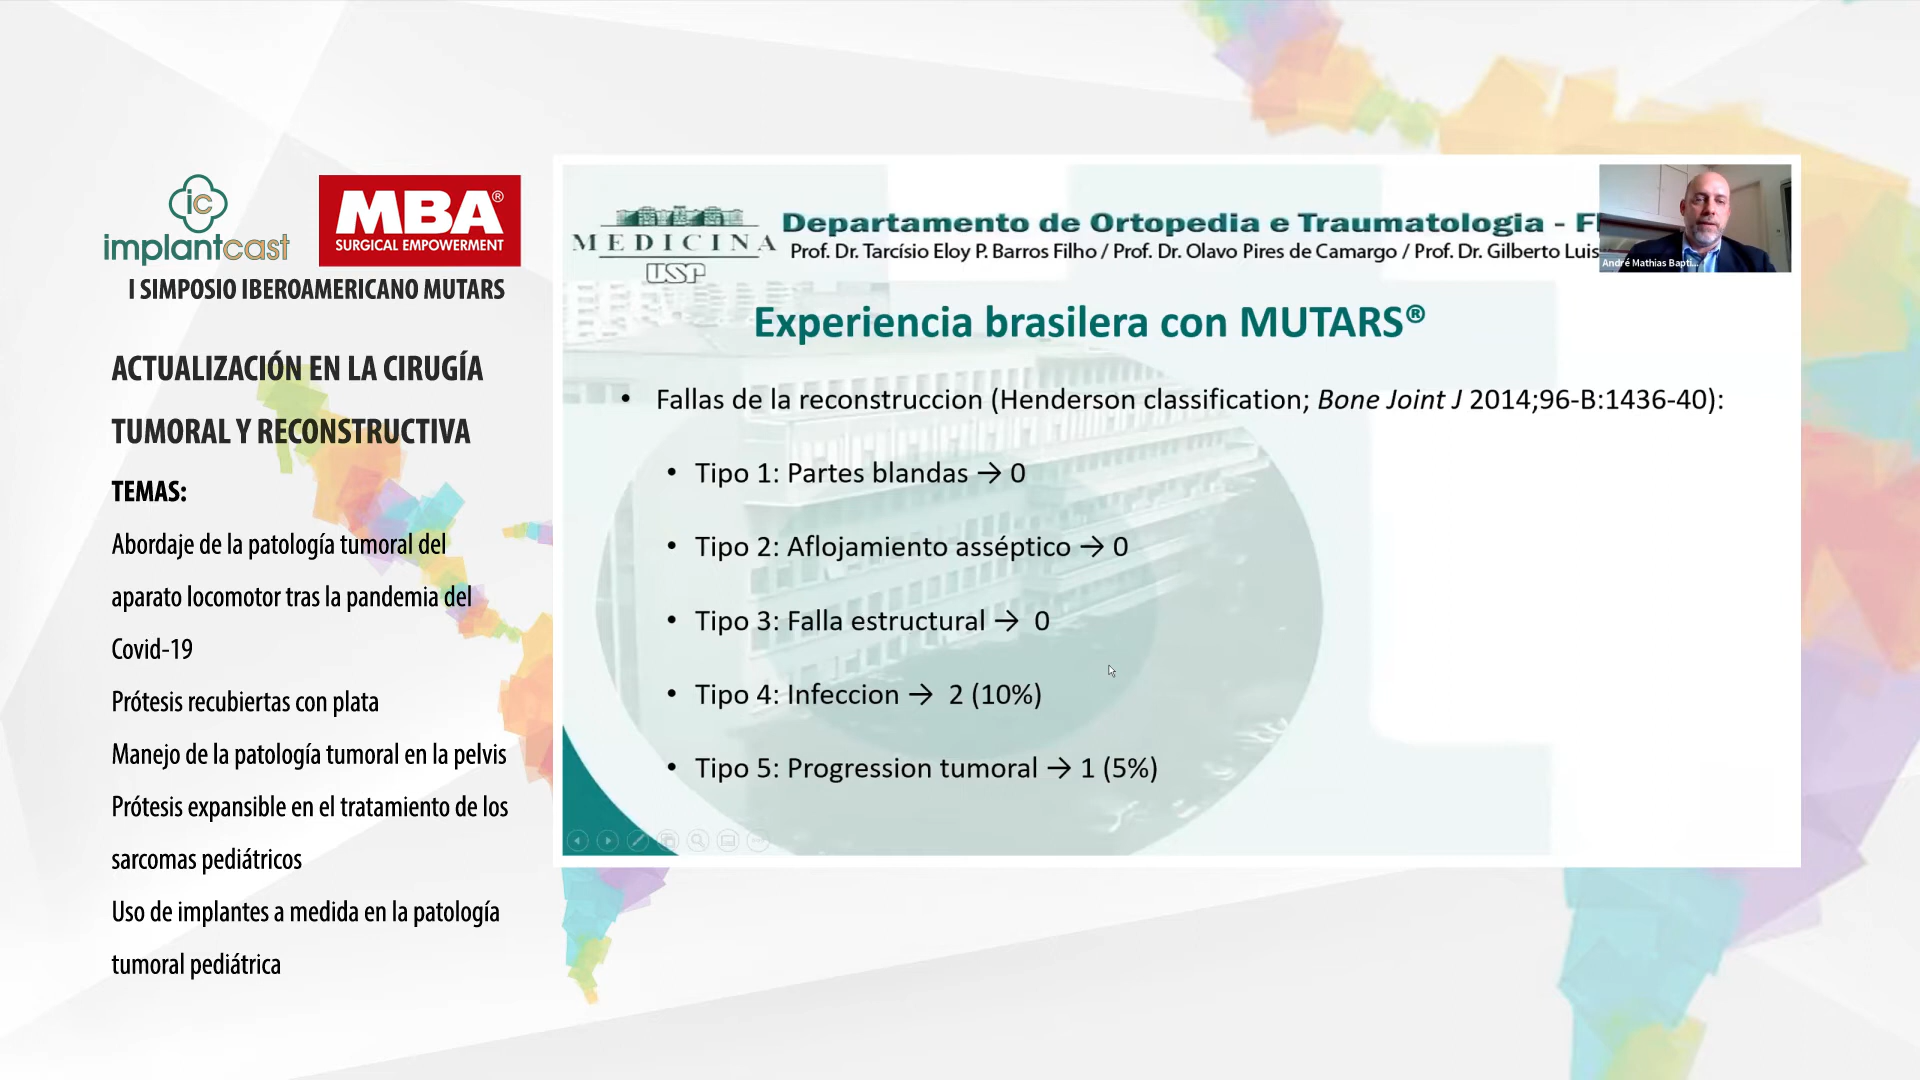 ic
implantcast
MBA®
SURGICAL EMPOWERMENT
I SIMPOSIO IBEROAMERICANO MUTARS
ACTUALIZACIÓN EN LA CIRUGÍA
TUMORAL Y RECONSTRUCTIVA
TEMAS:
Abordaje de la patología tumoral del
aparato locomotor tras la pandemia del
Covid-19
Prótesis recubiertas con plata
Manejo de la patología tumoral en la pelvis
Prótesis expansible en el tratamiento de los
sarcomas pediátricos
Uso de implantes a medida en la patología
tumoral pediátrica
MEDICINA
USP
Departamento de Ortopedia e Traumatologia - F
Prof. Dr. Tarcísio Eloy P. Barros Filho / Prof. Dr. Olavo Pires de Camargo / Prof. Dr. Gilberto Luis
André Mathias Bapti...
Experiencia brasilera con MUTARS®
• Fallas de la reconstruccion (Henderson classification; Bone Joint J 2014;96-B:1436-40):
• Tipo 1: Partes blandas → 0
• Tipo 2: Aflojamiento asséptico → 0
• Tipo 3: Falla estructural → 0
• Tipo 4: Infeccion → 2 (10%)
• Tipo 5: Progression tumoral → 1 (5%)